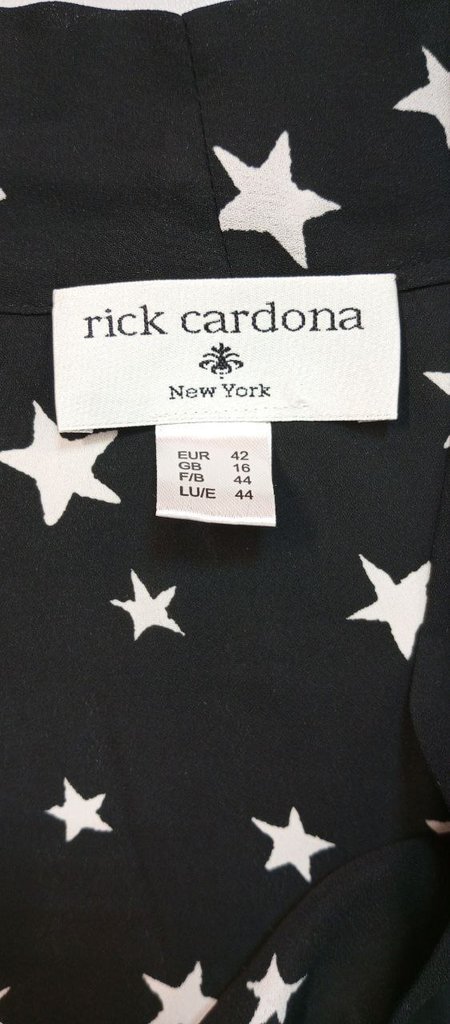 rick cardona
New York
EUR 42
GB 16
F/B 44
LU/E 44